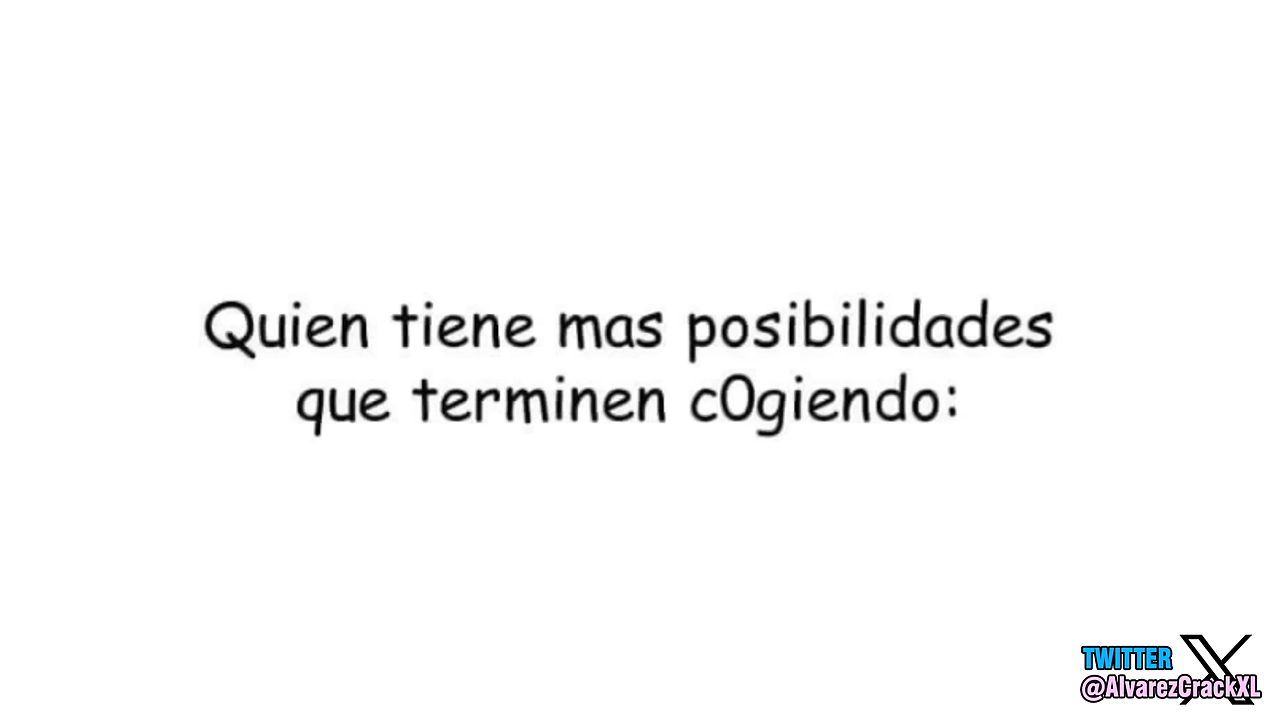 Quien tiene mas posibilidades
que terminen c0giendo:
TWITTER X
@AlvarezCrackXL